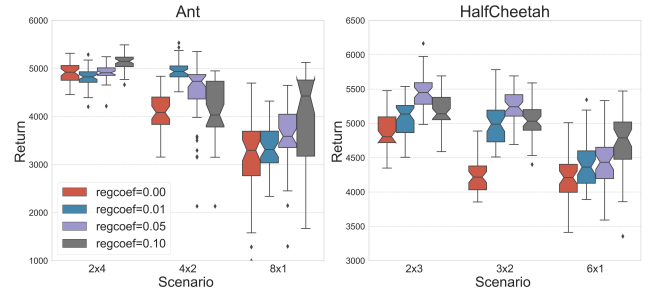 Ant
Return
6000
5000
4000
3000
2000
1000
regcoef=0.00
regcoef=0.01
regcoef=0.05
regcoef=0.10
2x4
4x2
8x1
Scenario
HalfCheetah
Return
6500
6000
5500
5000
4500
4000
3500
3000
2x3
3x2
6x1
Scenario